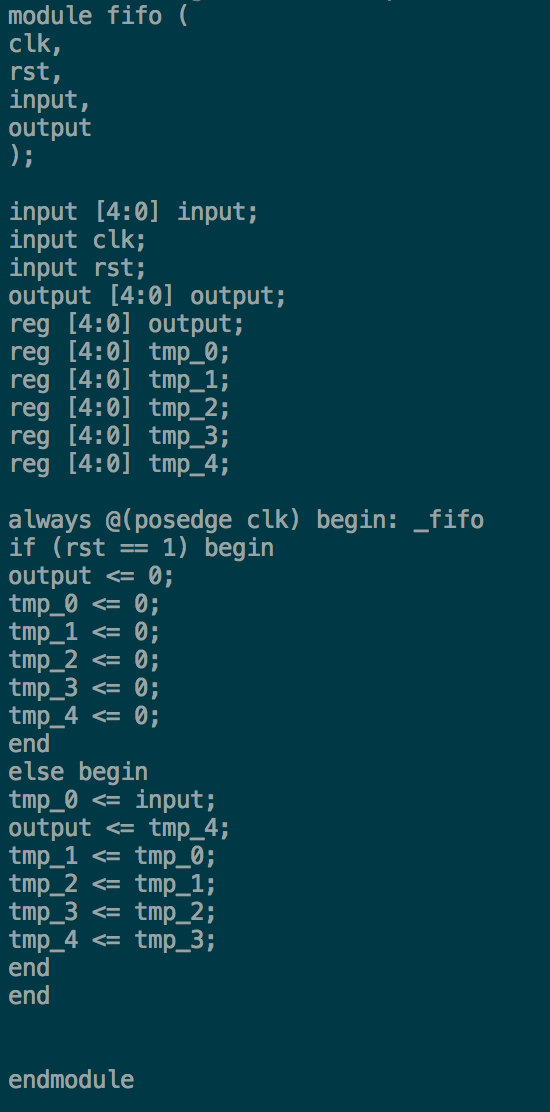 module fifo (
clk,
rst,
input,
output
);
input [4:0] input;
input clk;
input rst;
output [4:0] output;
reg [4:0] output;
reg [4:0] tmp_0;
reg [4:0] tmp_1;
reg [4:0] tmp_2;
reg [4:0] tmp_3;
reg [4:0] tmp_4;
always @(posedge clk) begin: _fifo
if (rst == 1) begin
output <= 0;
tmp_0 <= 0;
tmp_1 <= 0;
tmp_2 <= 0;
tmp_3 <= 0;
tmp_4 <= 0;
end
else begin
tmp_0 <= input;
output <= tmp_4;
tmp_1 <= tmp_0;
tmp_2 <= tmp_1;
tmp_3 <= tmp_2;
tmp_4 <= tmp_3;
end
end
endmodule